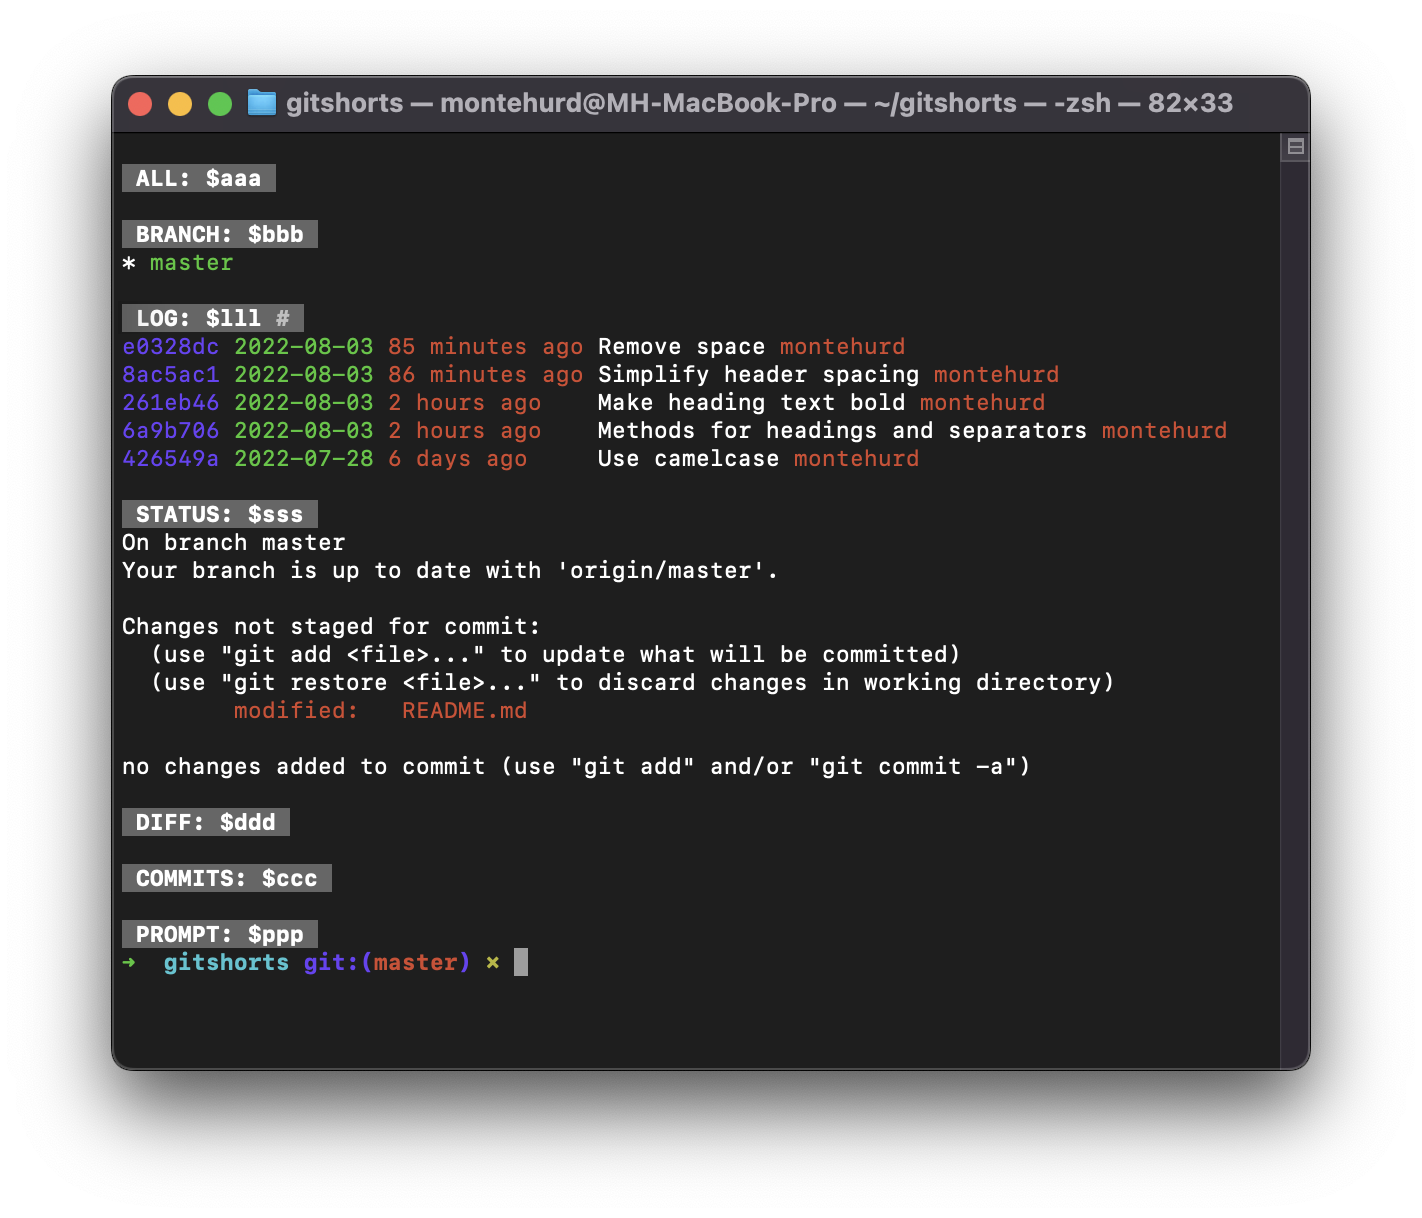 gitshorts — montehurd@MH-MacBook-Pro — ~/gitshorts — -zsh — 82×33
ALL: $aaa
BRANCH: $bbb
* master
LOG: $lll #
e0328dc 2022-08-03 85 minutes ago Remove space montehurd
8ac5ac1 2022-08-03 86 minutes ago Simplify header spacing montehurd
261eb46 2022-08-03 2 hours ago    Make heading text bold montehurd
6a9b706 2022-08-03 2 hours ago    Methods for headings and separators montehurd
426549a 2022-07-28 6 days ago     Use camelcase montehurd
STATUS: $sss
On branch master
Your branch is up to date with 'origin/master'.
Changes not staged for commit:
  (use "git add <file>..." to update what will be committed)
  (use "git restore <file>..." to discard changes in working directory)
        modified:   README.md
no changes added to commit (use "git add" and/or "git commit -a")
DIFF: $ddd
COMMITS: $ccc
PROMPT: $ppp
➜  gitshorts git:(master) ×